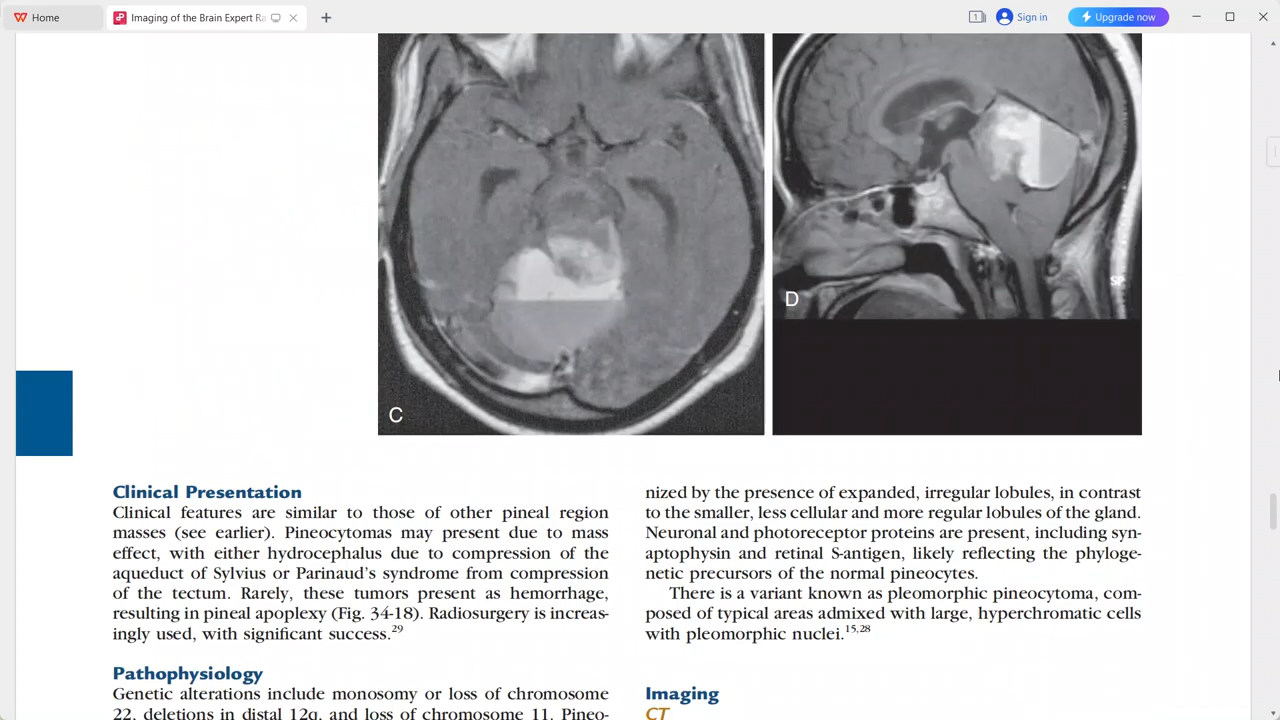 Home
Imaging of the Brain Expert Ra
1
Sign in
Upgrade now
C
D
SP
Clinical Presentation
Clinical features are similar to those of other pineal region
masses (see earlier). Pineocytomas may present due to mass
effect, with either hydrocephalus due to compression of the
aqueduct of Sylvius or Parinaud's syndrome from compression
of the tectum. Rarely, these tumors present as hemorrhage,
resulting in pineal apoplexy (Fig. 34-18). Radiosurgery is increas-
ingly used, with significant success.29
Pathophysiology
Genetic alterations include monosomy or loss of chromosome
22, deletions in distal 12q, and loss of chromosome 11. Pineo-
nized by the presence of expanded, irregular lobules, in contrast
to the smaller, less cellular and more regular lobules of the gland.
Neuronal and photoreceptor proteins are present, including syn-
aptophysin and retinal S-antigen, likely reflecting the phyloge-
netic precursors of the normal pineocytes.
There is a variant known as pleomorphic pineocytoma, com-
posed of typical areas admixed with large, hyperchromatic cells
with pleomorphic nuclei.15,28
Imaging
CT